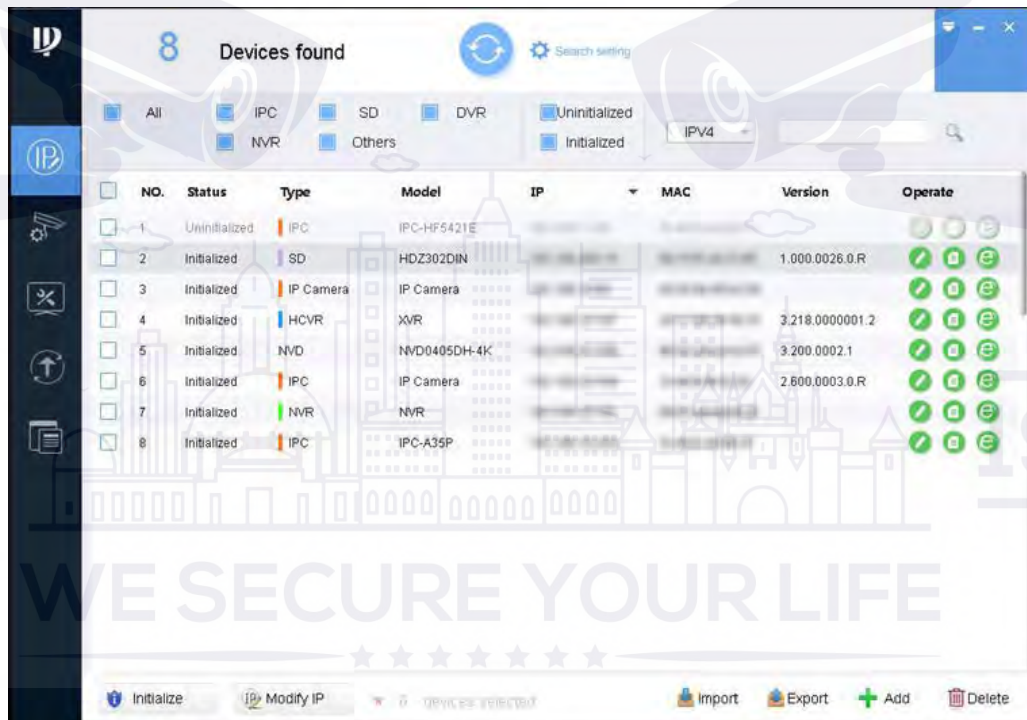 8 Devices found Search setting
All IPC SD DVR Uninitialized
NVR Others Initialized IPV4
NO. Status Type Model IP MAC Version Operate
1 Uninitialized IPC IPC-HF5421E
2 Initialized SD HDZ302DIN 1.000.0026.0.R
3 Initialized IP Camera IP Camera
4 Initialized HCVR XVR 3.218.0000001.2
5 Initialized NVD NVD0405DH-4K 3.200.0002.1
6 Initialized IPC IP Camera 2.600.0003.0.R
7 Initialized NVR NVR
8 Initialized IPC IPC-A35P
WE SECURE YOUR LIFE
Initialize Modify IP devices selected Import Export Add Delete